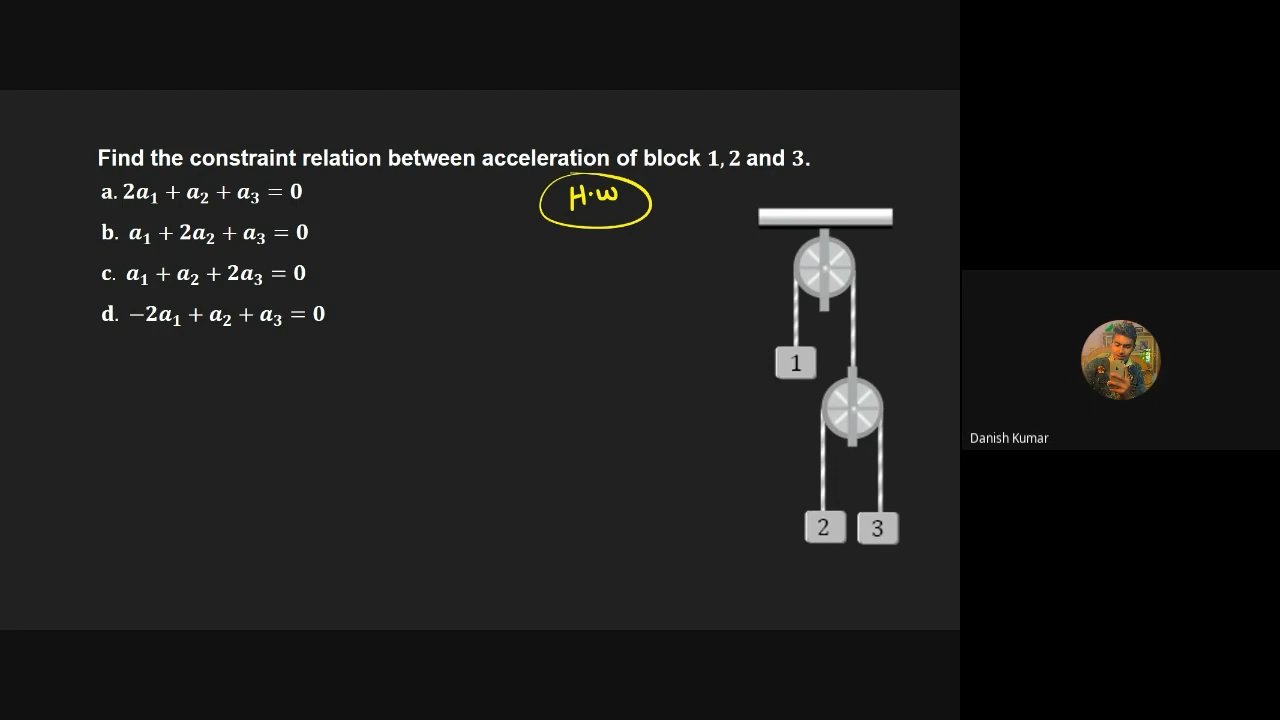 Find the constraint relation between acceleration of block 1, 2 and 3.
H.W
a. 2a₁ + a₂ + a₃ = 0
b. a₁ + 2a₂ + a₃ = 0
c. a₁ + a₂ + 2a₃ = 0
d. −2a₁ + a₂ + a₃ = 0
1
2
3
Danish Kumar